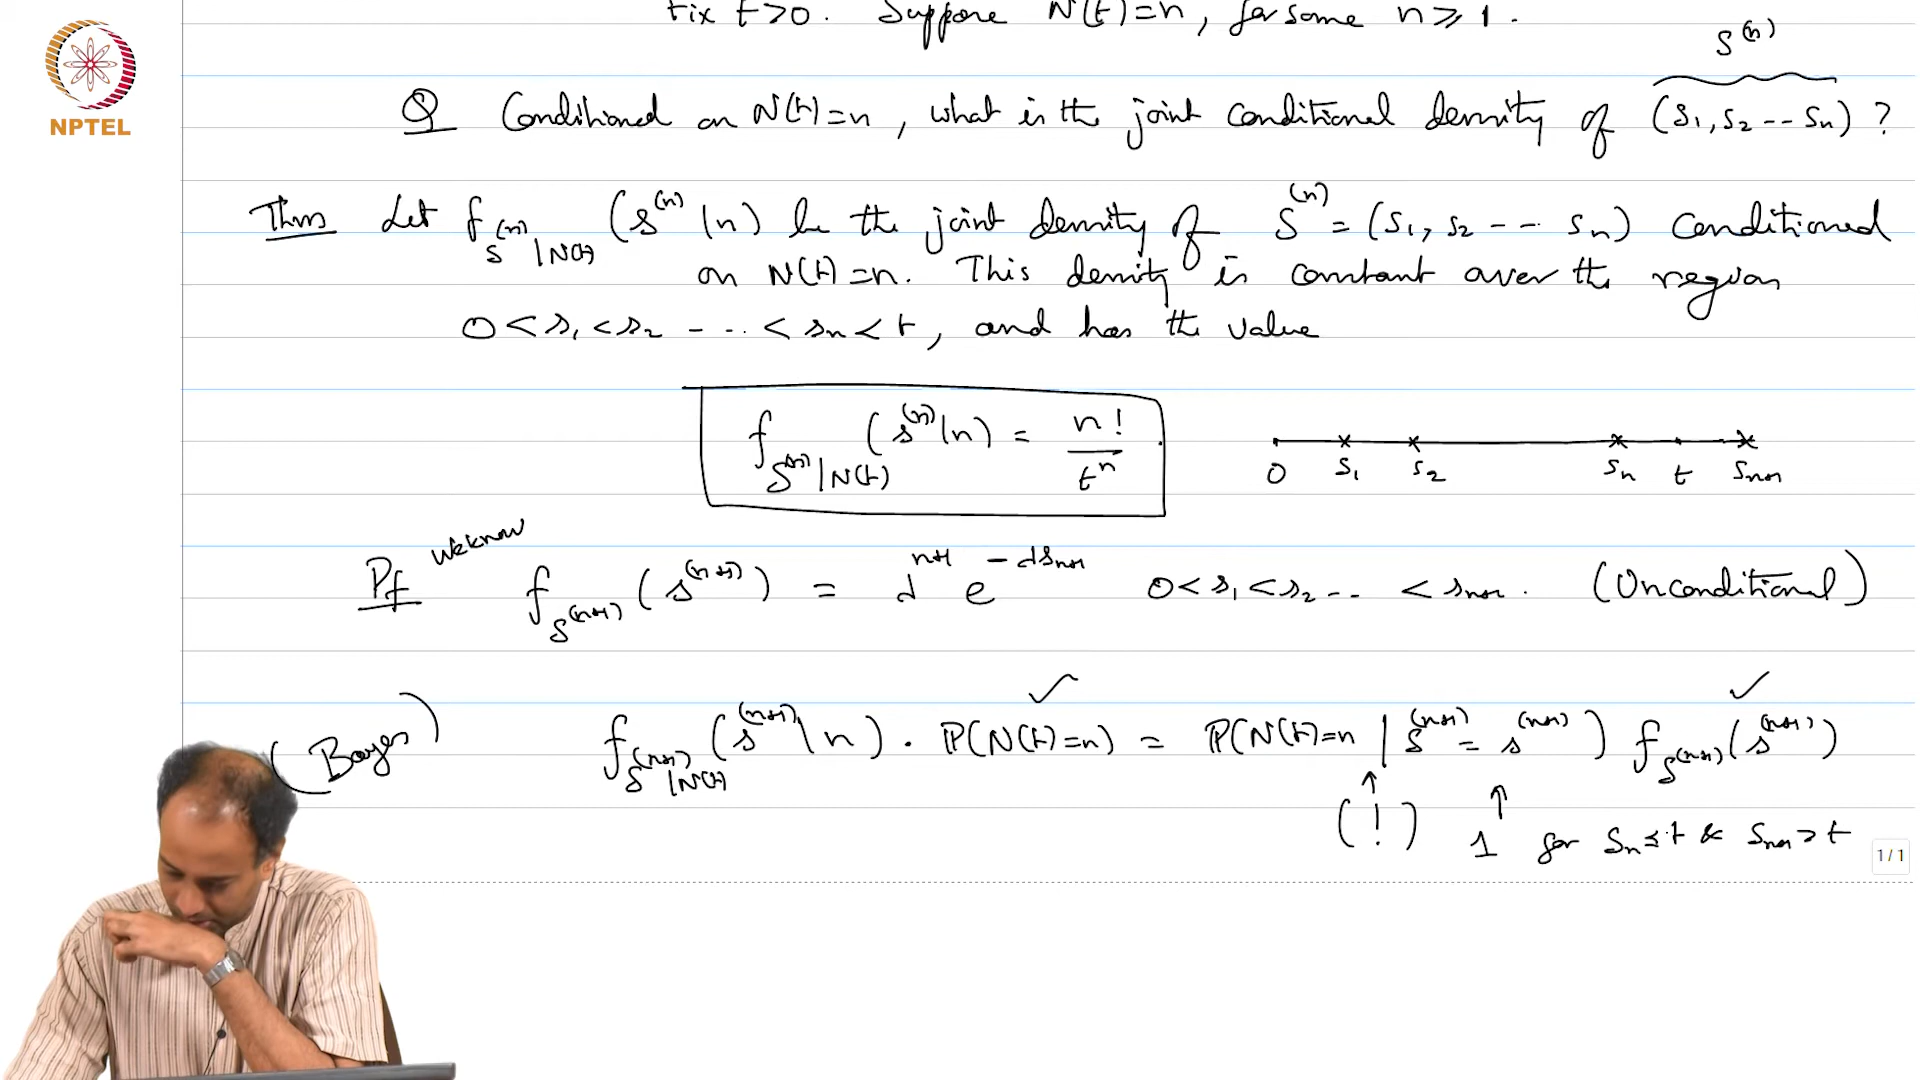 Fix t>0. Suppose N(t)=n, for some n ⩾ 1.
S^(n)
NPTEL
Q Conditioned on N(t)=n, what is the joint conditional density of (S₁, S₂ -- Sₙ) ?
Thm Let f_{S^(n)|N(t)} (s^(n) | n) be the joint density of S^(n) = (S₁, S₂ -- Sₙ) conditioned
on N(t)=n. This density is constant over the region
0 < s₁ < s₂ - ... < sₙ < t, and has the value
f_{S^(n)|N(t)} (s^(n) | n) = n! / tⁿ
0 S₁ S₂ Sₙ t Sₙ₊₁
Pf We know f_{S^(n+1)} (s^(n+1)) = λ^{n+1} e^{-λs_{n+1}} 0 < s₁ < s₂ -.. < sₙ₊₁. (Unconditional)
(Bayes) f_{S^(n+1)|N(t)} (s^(n+1) | n) . ℙ(N(t)=n) = ℙ(N(t)=n | S^(n+1) = s^(n+1)) f_{S^(n+1)} (s^(n+1))
(!) 1 for Sₙ ≤ t & Sₙ₊₁ > t
1 / 1